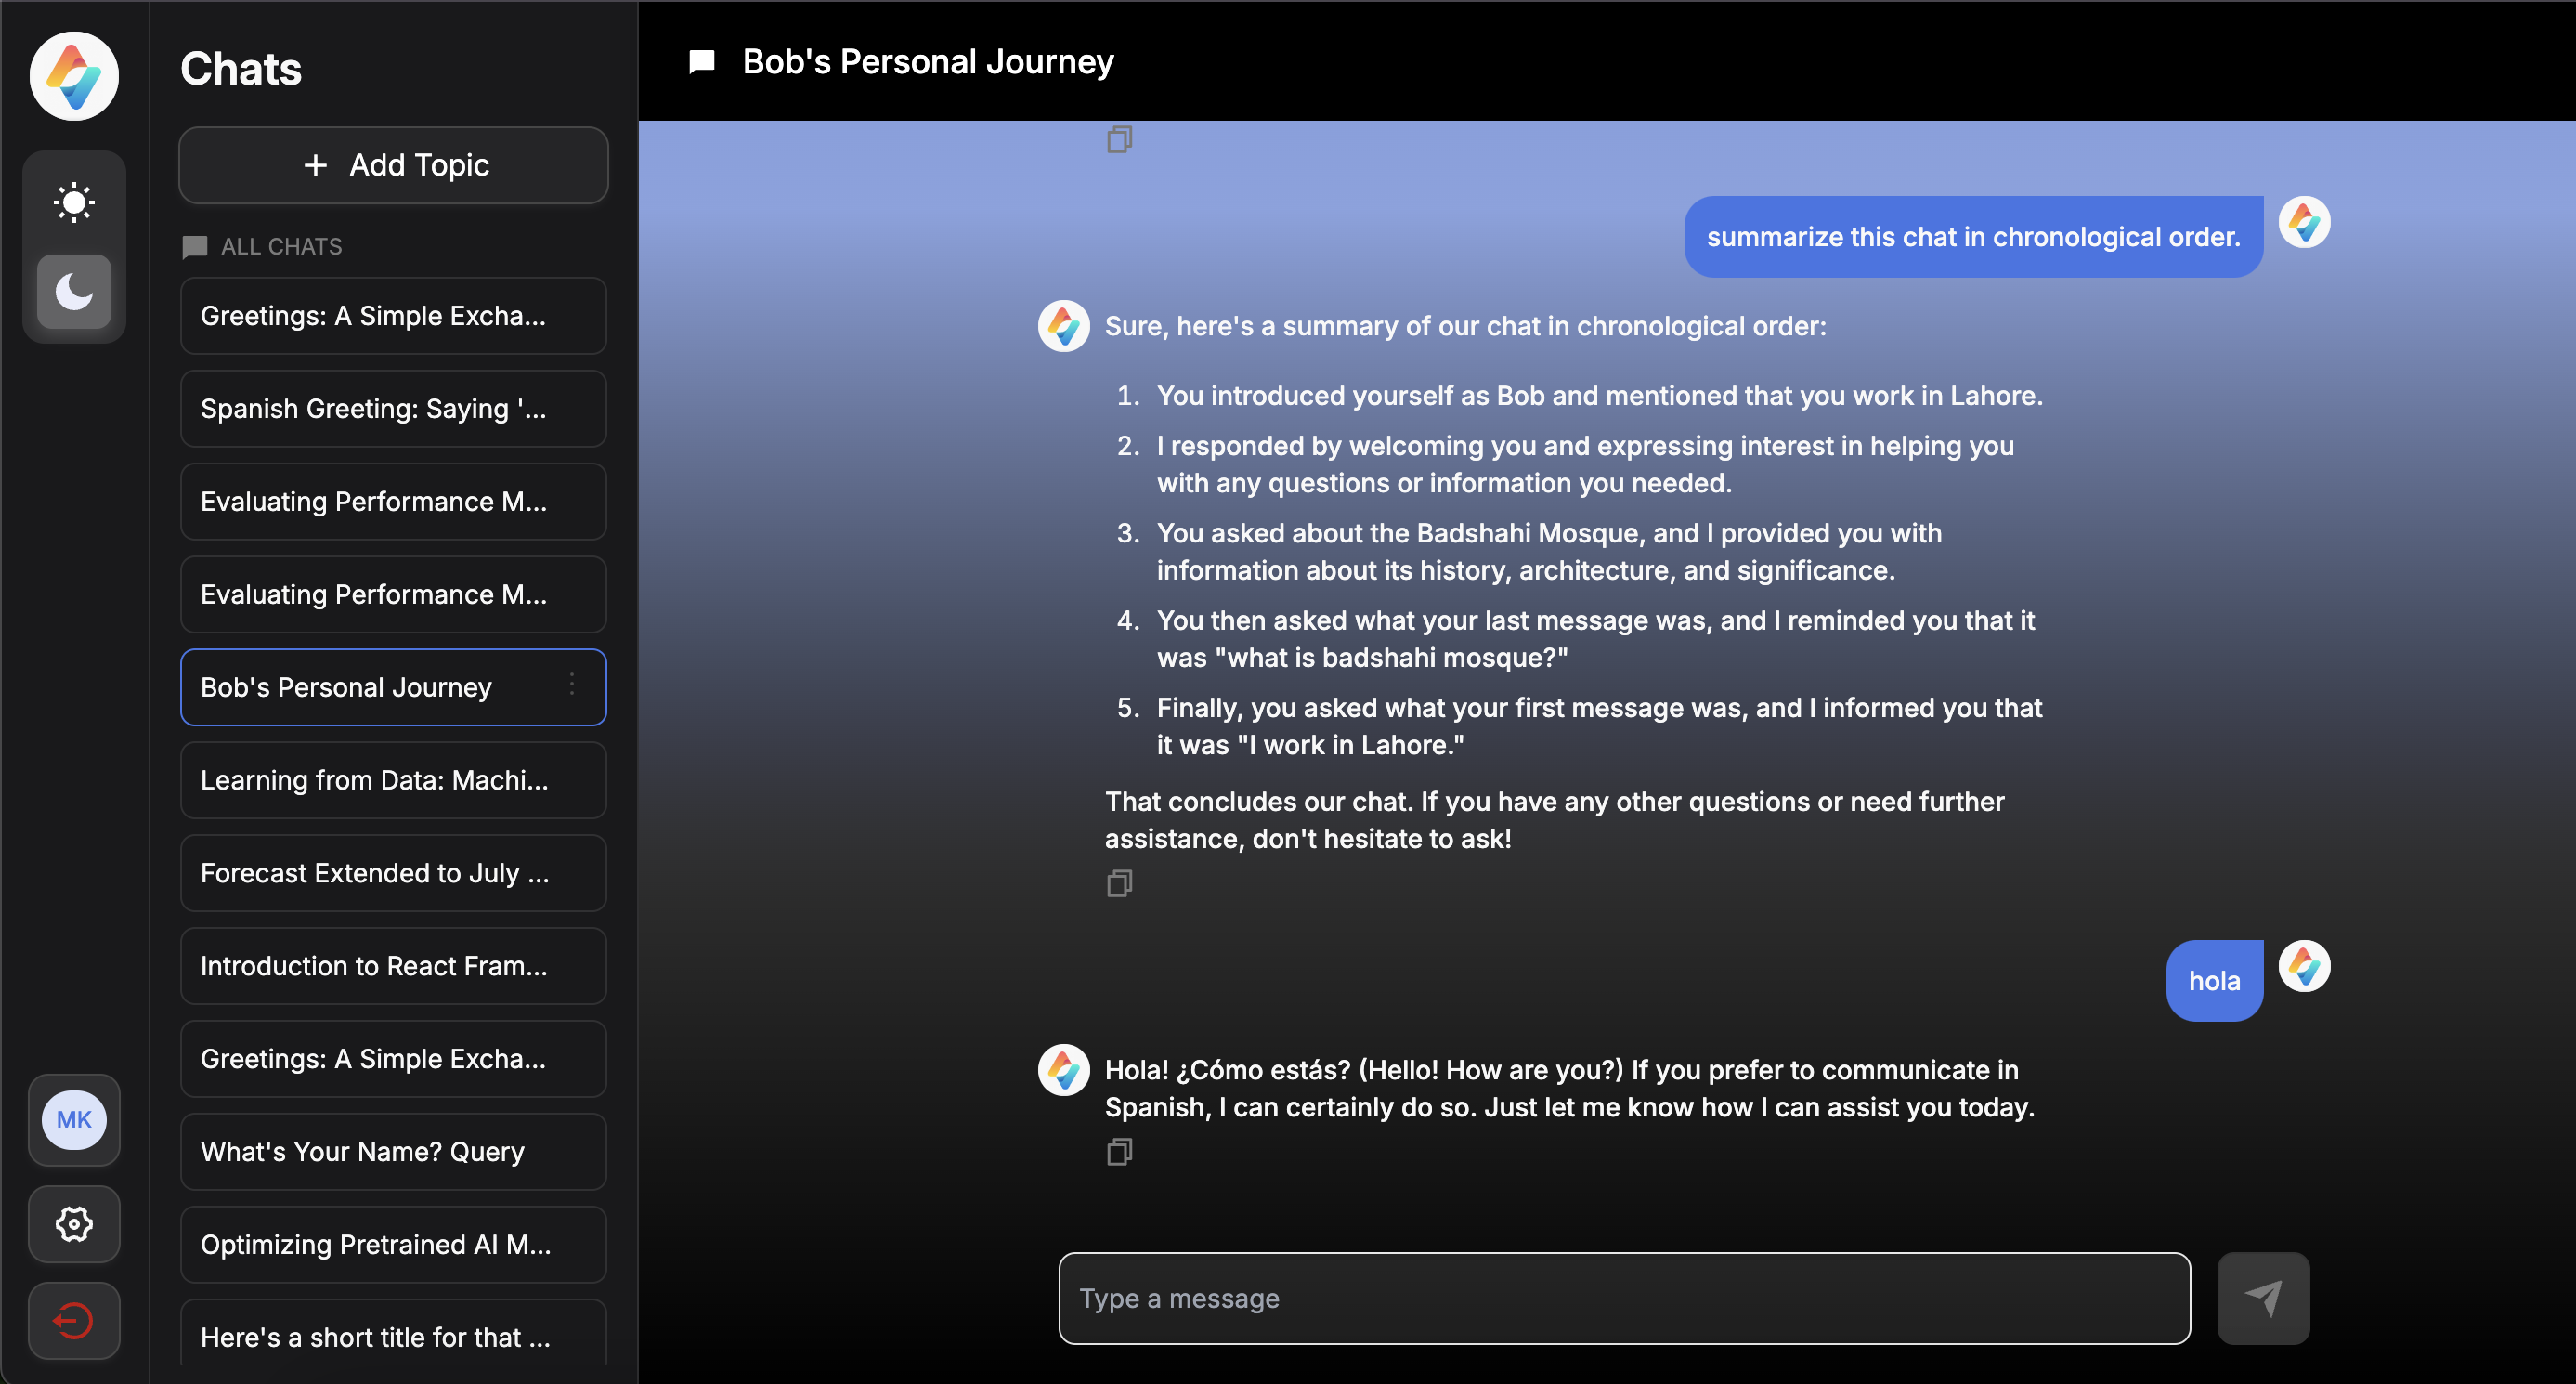 Chats
Add Topic
ALL CHATS
Greetings: A Simple Excha...
Spanish Greeting: Saying '...
Evaluating Performance M...
Evaluating Performance M...
Bob's Personal Journey
Learning from Data: Machi...
Forecast Extended to July ...
Introduction to React Fram...
Greetings: A Simple Excha...
What's Your Name? Query
Optimizing Pretrained AI M...
Here's a short title for that ...
MK
Bob's Personal Journey
summarize this chat in chronological order.
Sure, here's a summary of our chat in chronological order:
1. You introduced yourself as Bob and mentioned that you work in Lahore.
2. I responded by welcoming you and expressing interest in helping you
with any questions or information you needed.
3. You asked about the Badshahi Mosque, and I provided you with
information about its history, architecture, and significance.
4. You then asked what your last message was, and I reminded you that it
was "what is badshahi mosque?"
5. Finally, you asked what your first message was, and I informed you that
it was "I work in Lahore."
That concludes our chat. If you have any other questions or need further
assistance, don't hesitate to ask!
hola
Hola! ¿Cómo estás? (Hello! How are you?) If you prefer to communicate in
Spanish, I can certainly do so. Just let me know how I can assist you today.
Type a message